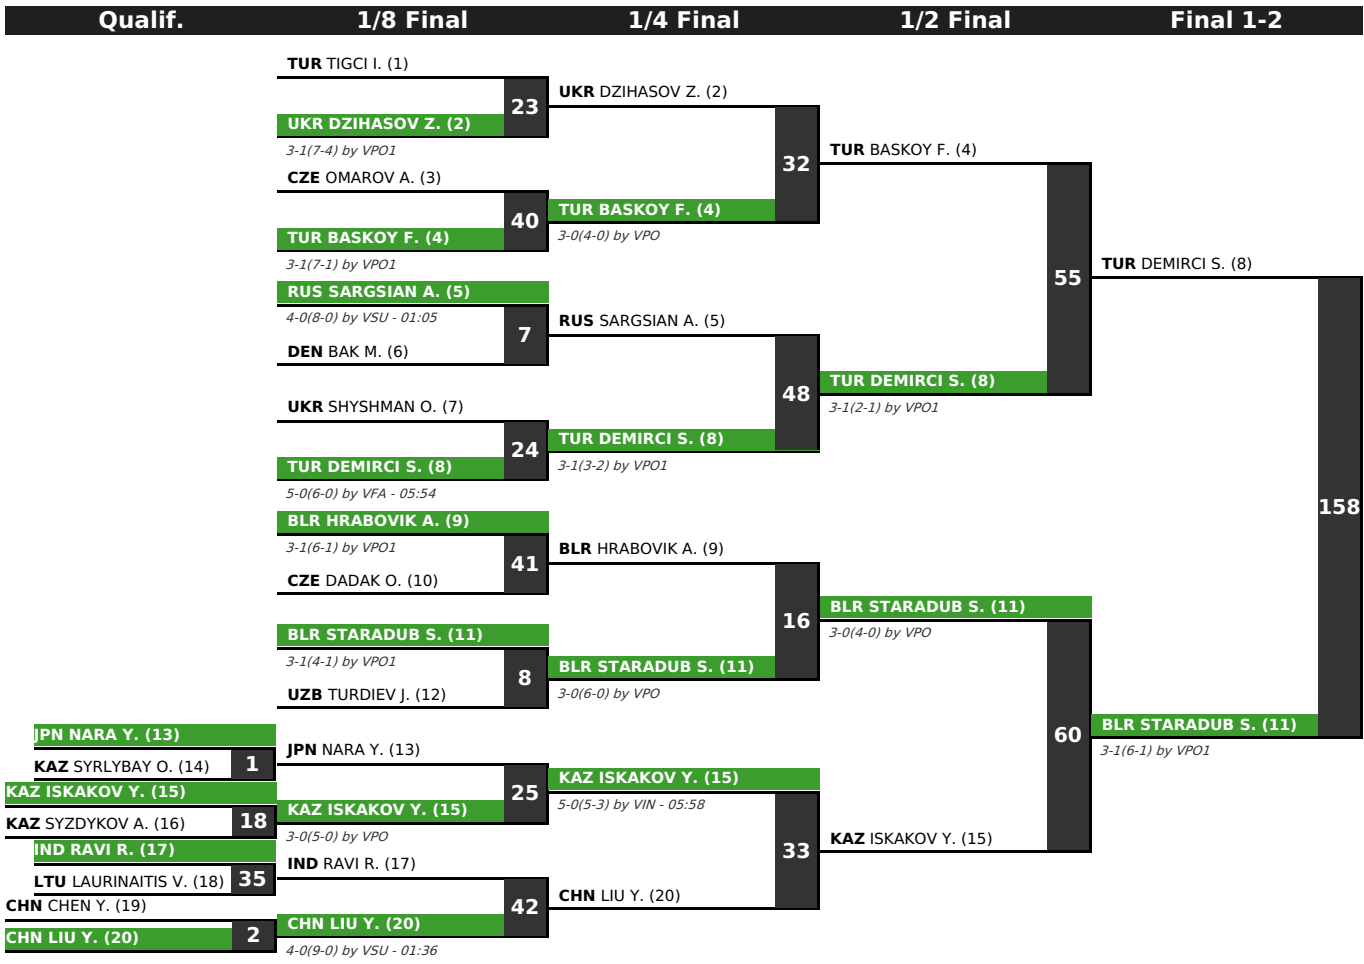 Qualif. 1/8 Final 1/4 Final 1/2 Final Final 1-2
TUR TIGCI I. (1)
23
UKR DZIHASOV Z. (2)
3-1(7-4) by VPO1
CZE OMAROV A. (3)
40
TUR BASKOY F. (4)
3-1(7-1) by VPO1
RUS SARGSIAN A. (5)
4-0(8-0) by VSU - 01:05
7
DEN BAK M. (6)
UKR SHYSHMAN O. (7)
24
TUR DEMIRCI S. (8)
5-0(6-0) by VFA - 05:54
BLR HRABOVIK A. (9)
3-1(6-1) by VPO1
41
CZE DADAK O. (10)
BLR STARADUB S. (11)
3-1(4-1) by VPO1
8
UZB TURDIEV J. (12)
JPN NARA Y. (13)
1
KAZ SYRLYBAY O. (14)
KAZ ISKAKOV Y. (15)
18
KAZ SYZDYKOV A. (16)
IND RAVI R. (17)
35
LTU LAURINAITIS V. (18)
CHN CHEN Y. (19)
2
CHN LIU Y. (20)
JPN NARA Y. (13)
25
KAZ ISKAKOV Y. (15)
3-0(5-0) by VPO
IND RAVI R. (17)
42
CHN LIU Y. (20)
4-0(9-0) by VSU - 01:36
UKR DZIHASOV Z. (2)
32
TUR BASKOY F. (4)
3-0(4-0) by VPO
RUS SARGSIAN A. (5)
48
TUR DEMIRCI S. (8)
3-1(3-2) by VPO1
BLR HRABOVIK A. (9)
16
BLR STARADUB S. (11)
3-0(6-0) by VPO
KAZ ISKAKOV Y. (15)
5-0(5-3) by VIN - 05:58
33
CHN LIU Y. (20)
TUR BASKOY F. (4)
55
TUR DEMIRCI S. (8)
3-1(2-1) by VPO1
BLR STARADUB S. (11)
3-0(4-0) by VPO
60
KAZ ISKAKOV Y. (15)
TUR DEMIRCI S. (8)
158
BLR STARADUB S. (11)
3-1(6-1) by VPO1